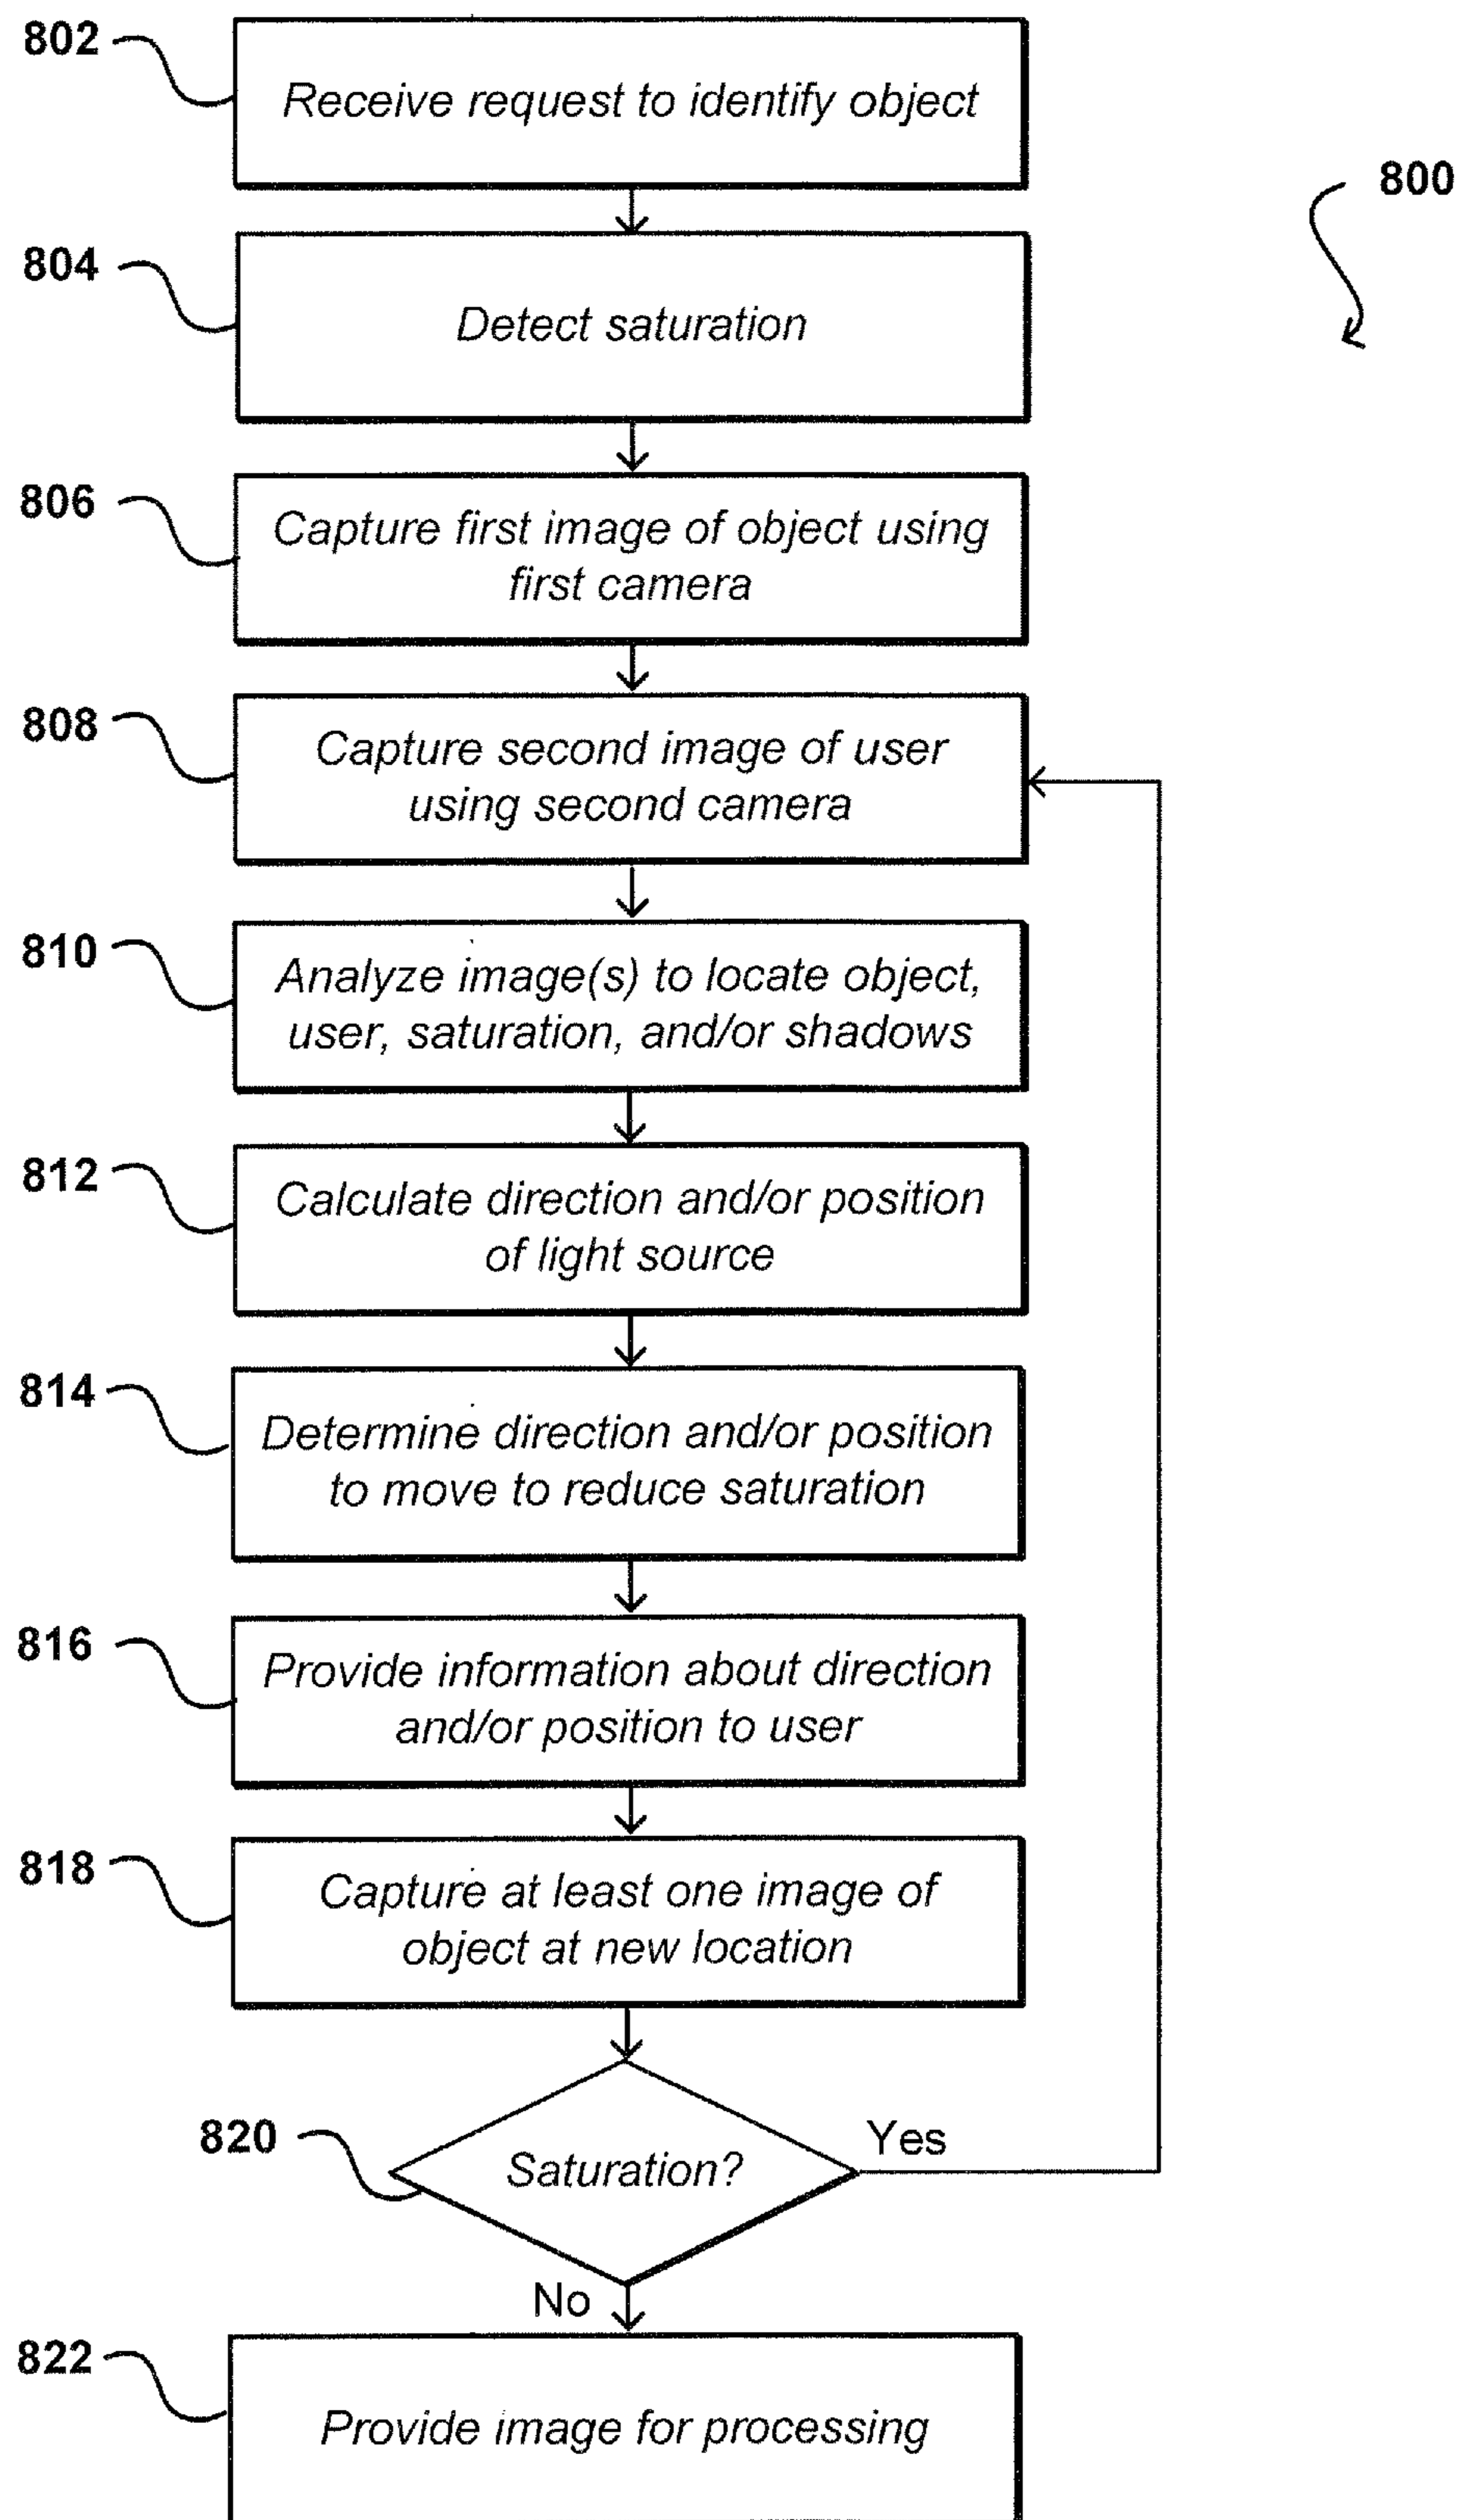 802
Receive request to identify object
800
804
Detect saturation
806
Capture first image of object using
first camera
808
Capture second image of user
using second camera
810
Analyze image(s) to locate object,
user, saturation, and/or shadows
812
Calculate direction and/or position
of light source
814
Determine direction and/or position
to move to reduce saturation
816
Provide information about direction
and/or position to user
818
Capture at least one image of
object at new location
820
Saturation?
Yes
No
822
Provide image for processing